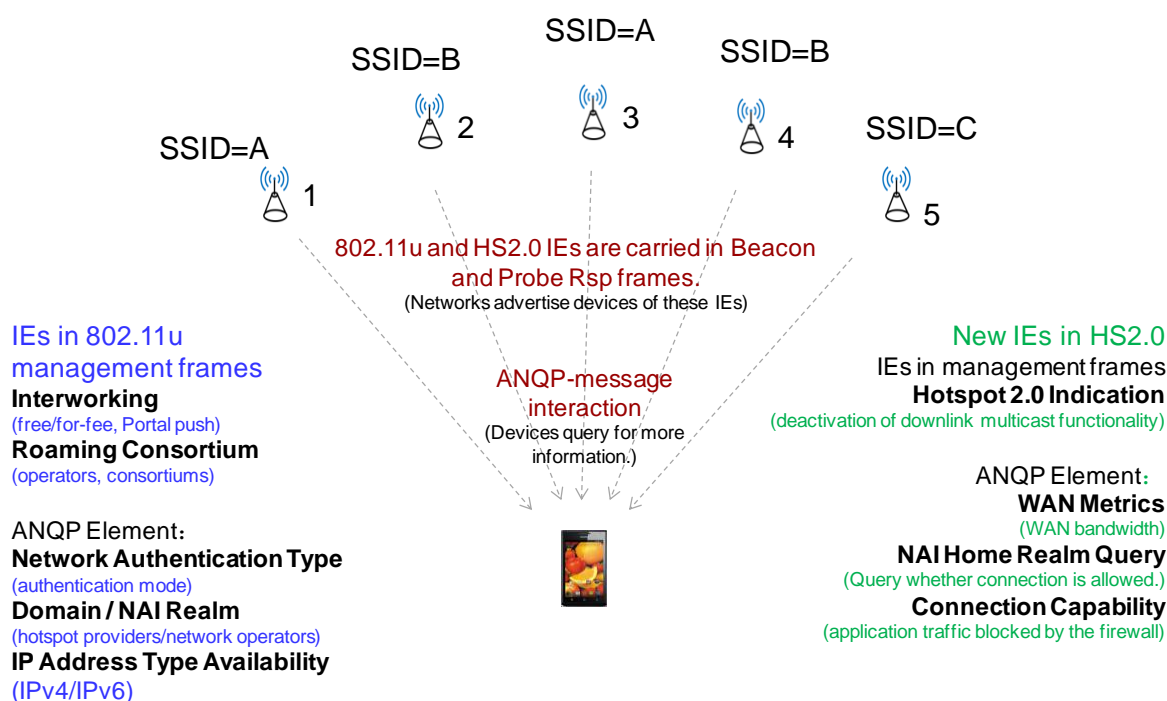 SSID=A
SSID=B
SSID=B
SSID=A
SSID=C
1
2
3
4
5
802.11u and HS2.0 IEs are carried in Beacon
and Probe Rsp frames.
(Networks advertise devices of these IEs)
ANQP-message
interaction
(Devices query for more
information.)
IEs in 802.11u
management frames
Interworking
(free/for-fee, Portal push)
Roaming Consortium
(operators, consortiums)
ANQP Element：
Network Authentication Type
(authentication mode)
Domain / NAI Realm
(hotspot providers/network operators)
IP Address Type Availability
(IPv4/IPv6)
New IEs in HS2.0
IEs in management frames
Hotspot 2.0 Indication
(deactivation of downlink multicast functionality)
ANQP Element：
WAN Metrics
(WAN bandwidth)
NAI Home Realm Query
(Query whether connection is allowed.)
Connection Capability
(application traffic blocked by the firewall)